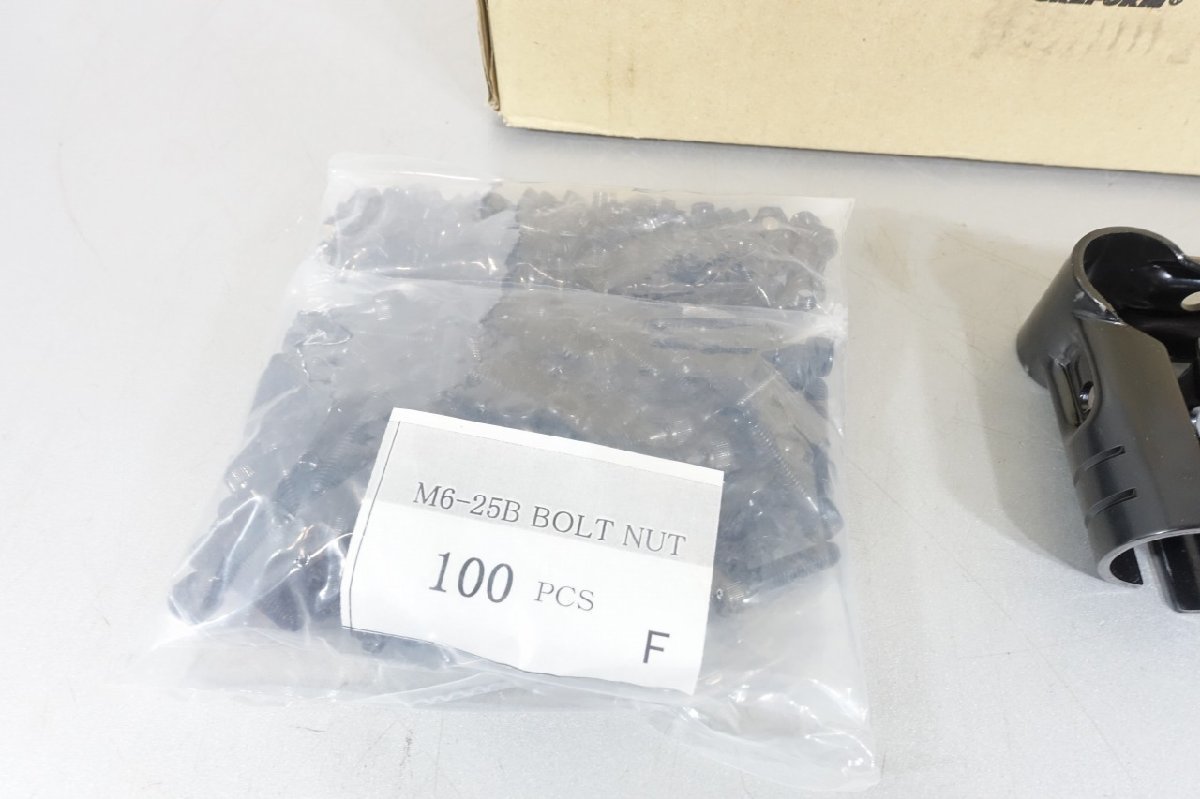 M6-25B BOLT NUT
100 PCS
F